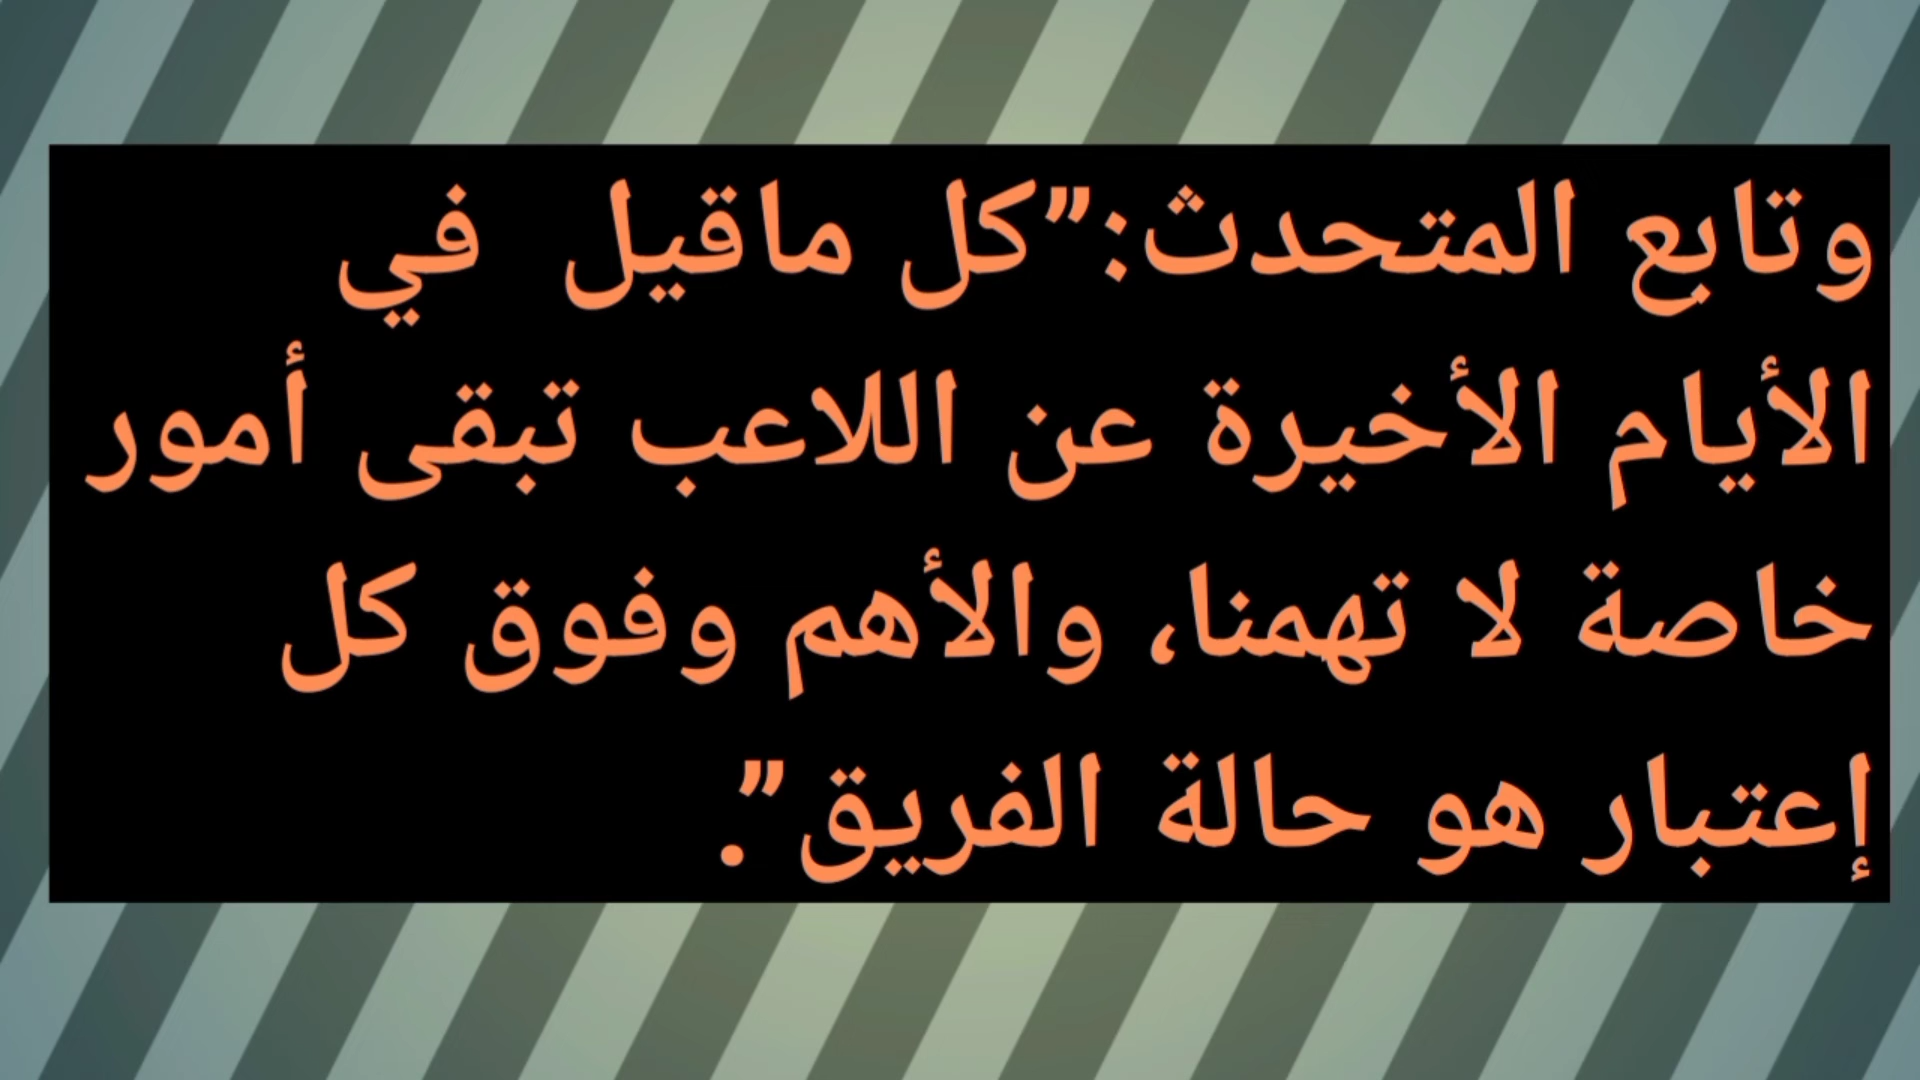 وتابع المتحدث:”كل ماقيل  في
الأيام الأخيرة عن اللاعب تبقى أمور
خاصة لا تهمنا، والأهم وفوق كل
إعتبار هو حالة الفريق”.